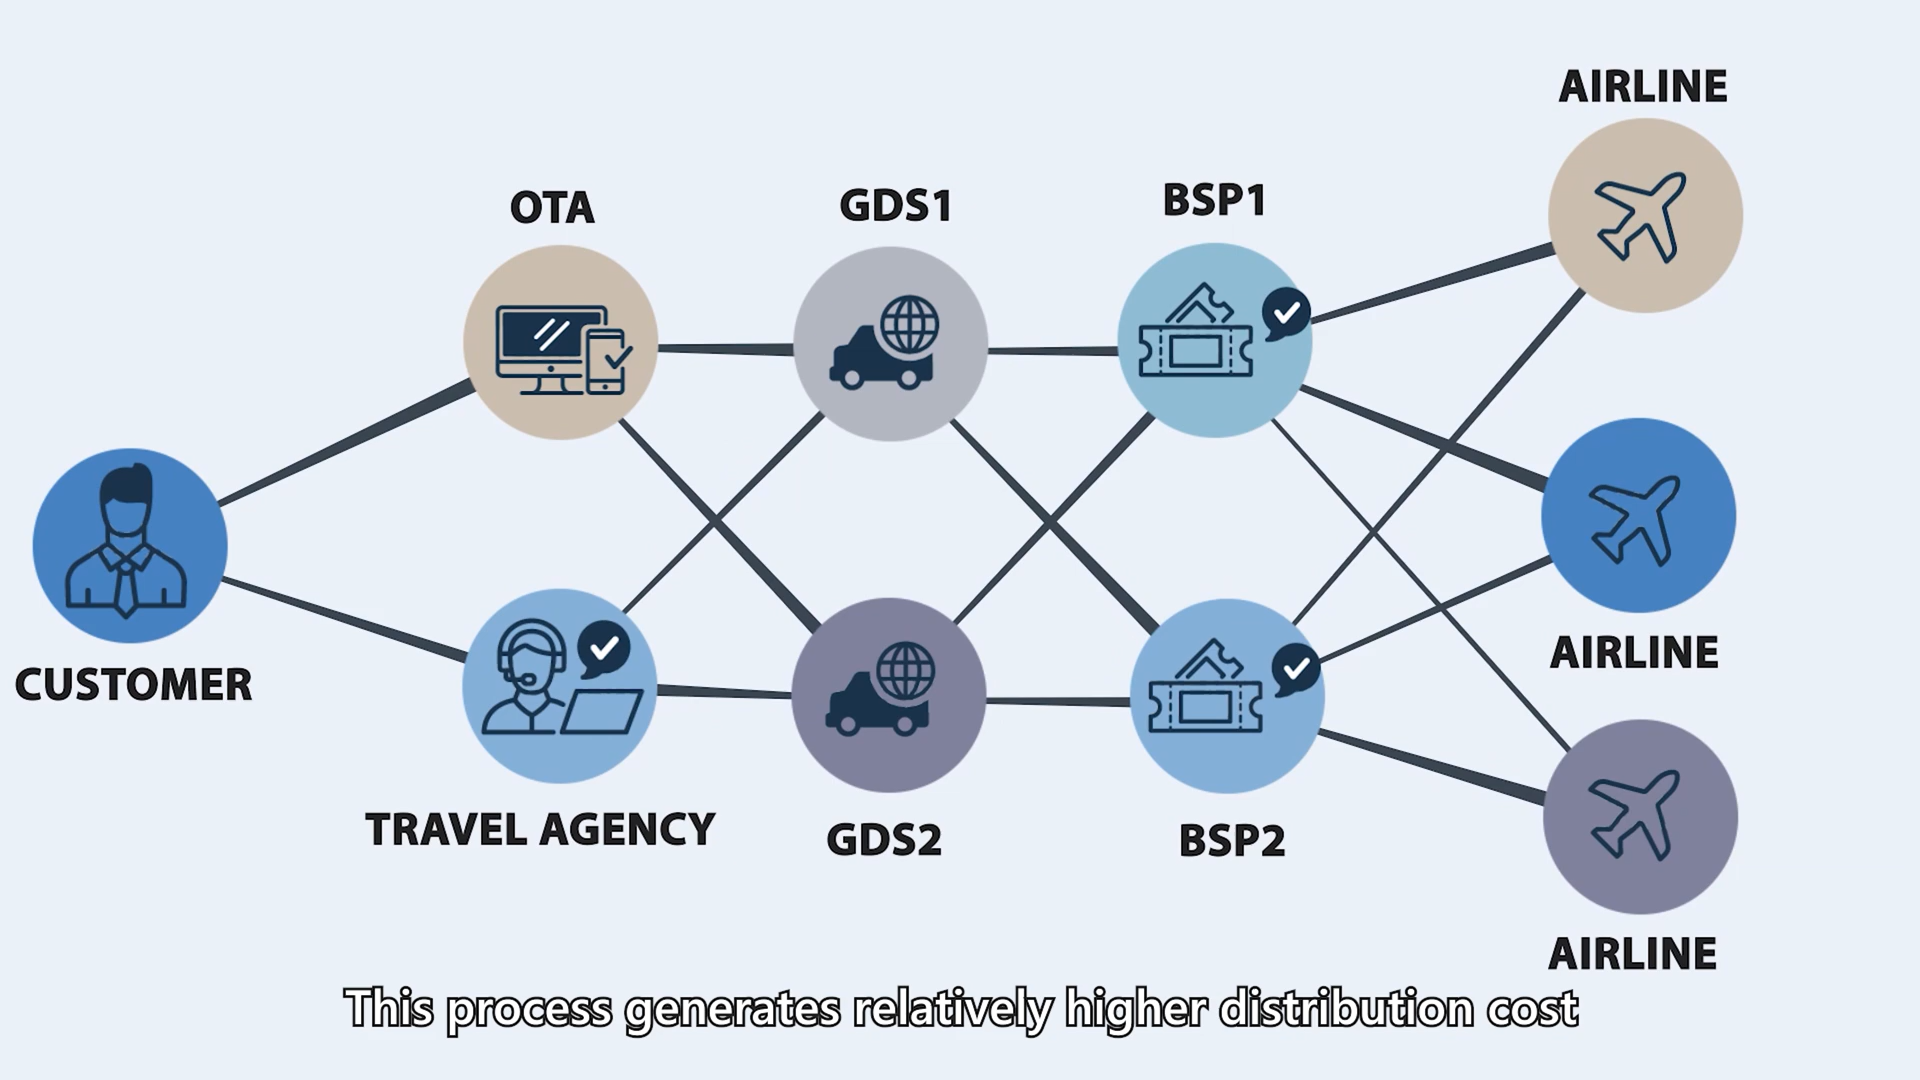 AIRLINE
OTA
GDS1
BSP1
CUSTOMER
AIRLINE
TRAVEL AGENCY
GDS2
BSP2
AIRLINE
This process generates relatively higher distribution cost